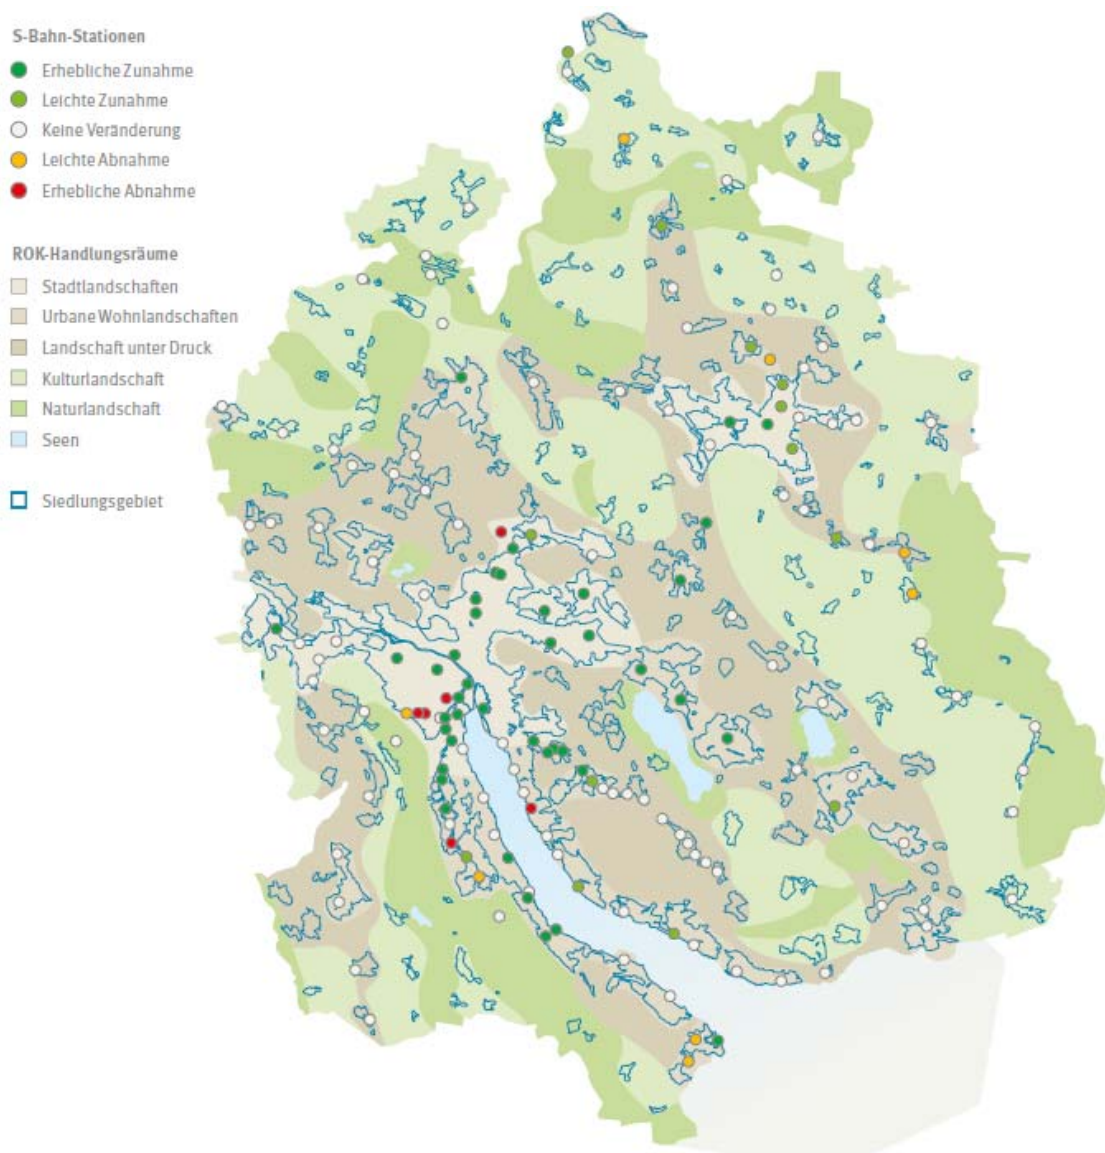 S-Bahn-Stationen
Erhebliche Zunahme
Leichte Zunahme
Keine Veränderung
Leichte Abnahme
Erhebliche Abnahme
ROK-Handlungsräume
Stadtlandschaften
Urbane Wohnlandschaften
Landschaft unter Druck
Kulturlandschaft
Naturlandschaft
Seen
Siedlungsgebiet